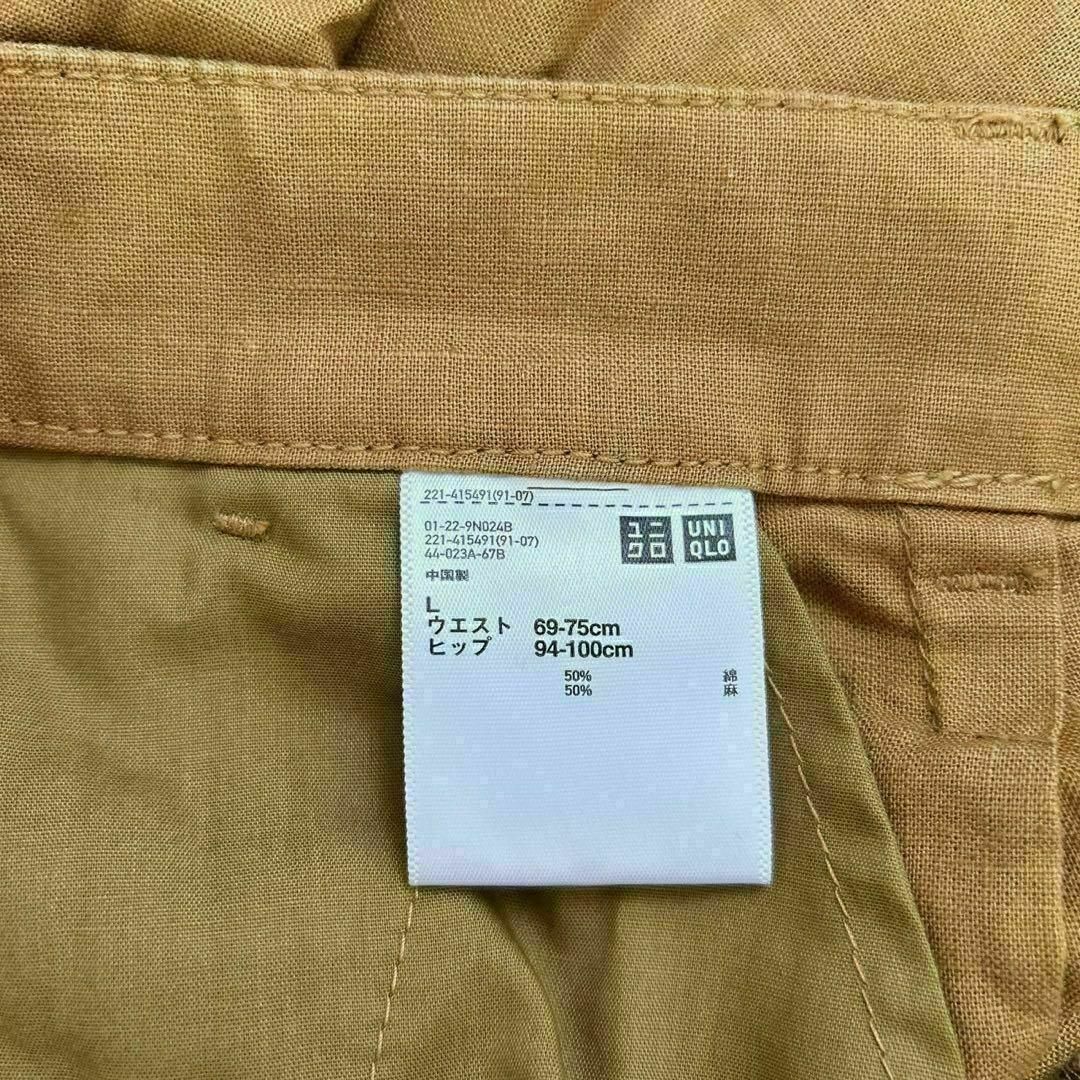 221-415491(91-07)
01-22-9N024B
221-415491(91-07)
44-023A-67B
ユニクロ
UNIQLO
中国製
L
ウエスト 69-75cm
ヒップ 94-100cm
50% 綿
50% 麻